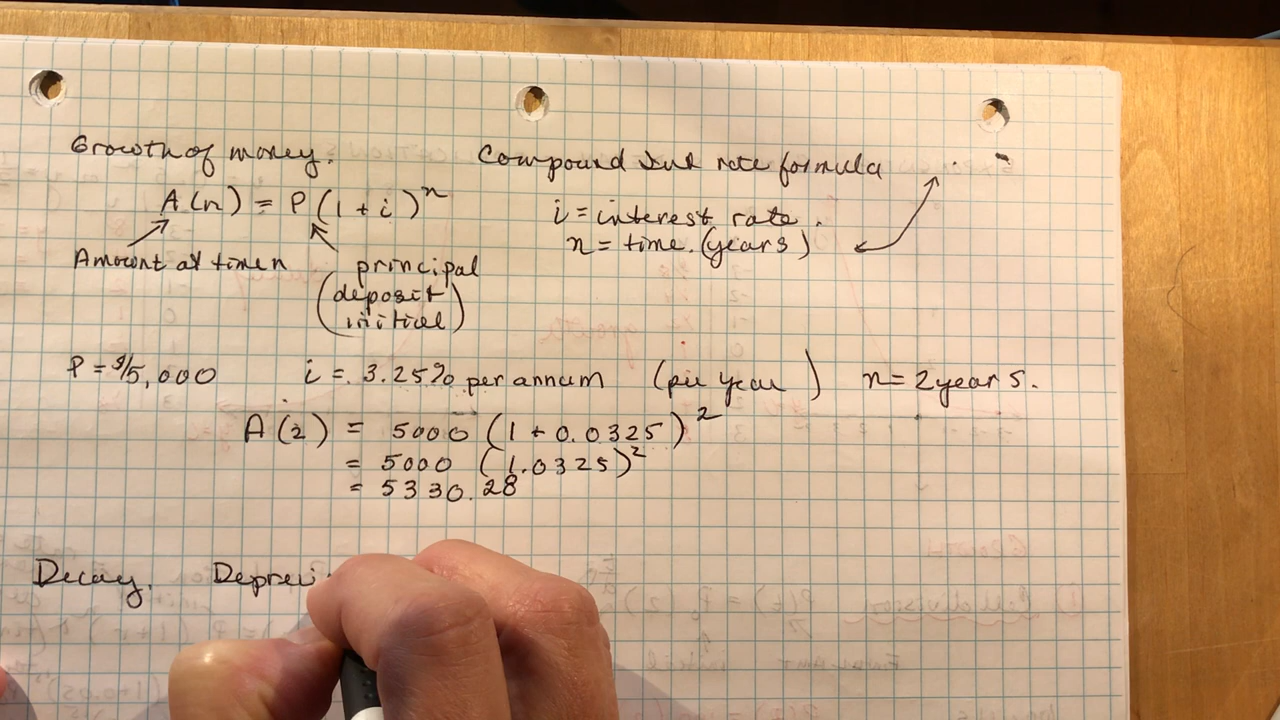 Growth of money.
Compound Int rate formula
A(n) = P(1 + i)^n
i = interest rate.
n = time. (years)
Amount at time n
principal
(deposit
initial)
P = $5,000 i = 3.25% per annum (per year) n = 2 years.
A(2) = 5000 (1 + 0.0325)^2
= 5000 (1.0325)^2
= 5330.28
Decay. Depreci